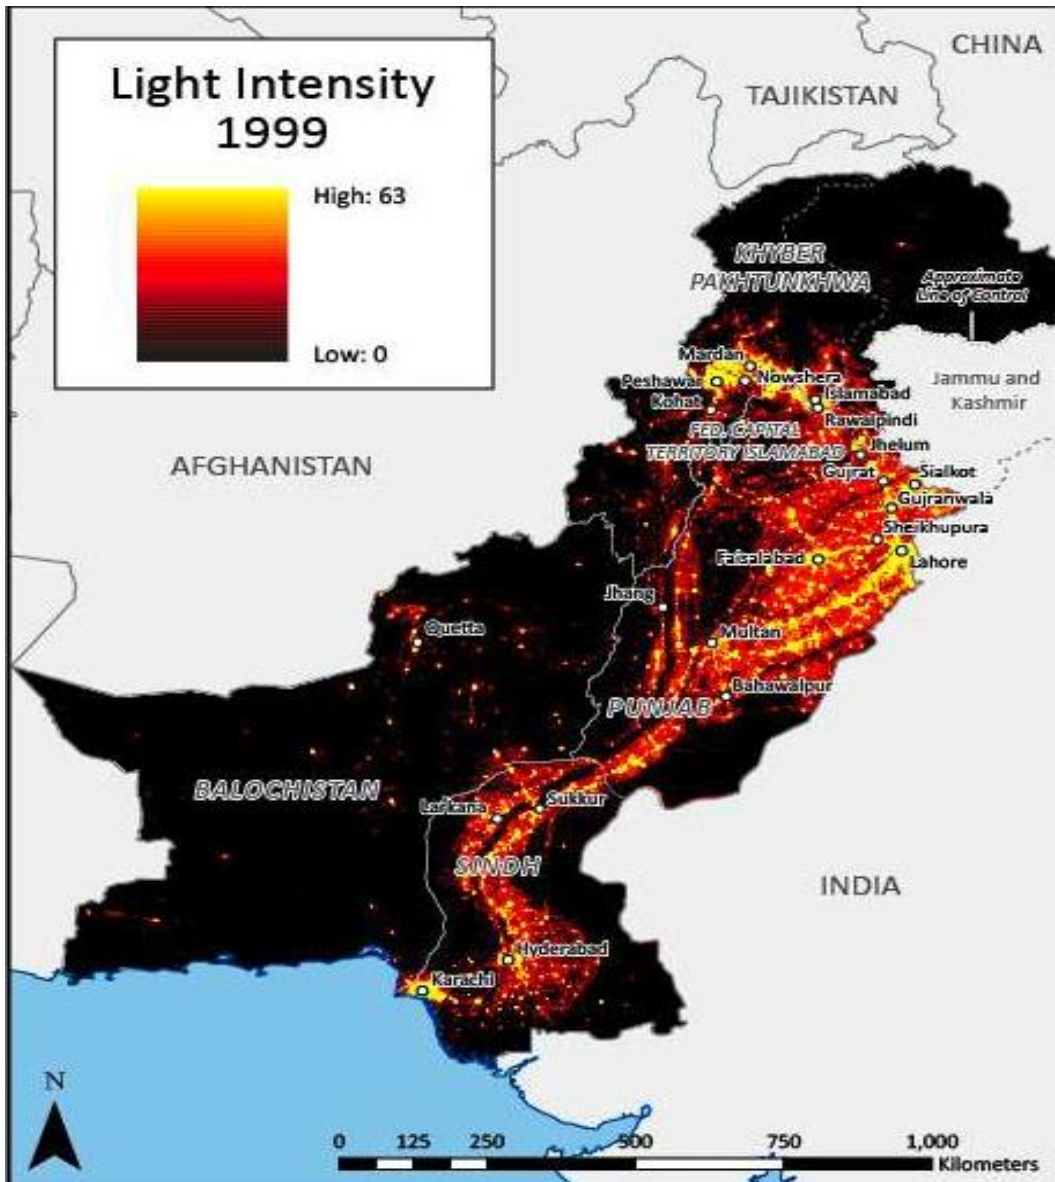 Light Intensity
1999
High: 63
Low: 0
CHINA
TAJIKISTAN
KHYBER
PAKHTUNKHWA
Approximate
Line of Control
Mardan
Peshawar
Nowshera
Kohat
Islamabad
Rawalpindi
Jammu and
Kashmir
FED. CAPITAL
TERRITORY ISLAMABAD
Jhelum
AFGHANISTAN
Gujrat
Sialkot
Gujranwala
Sheikhupura
Faisalabad
Lahore
Jhang
Quetta
Multan
Bahawalpur
PUNJAB
BALOCHISTAN
Larkana
Sukkur
SINDH
INDIA
Hyderabad
Karachi
N
0 125 250 500 750 1,000
Kilometers